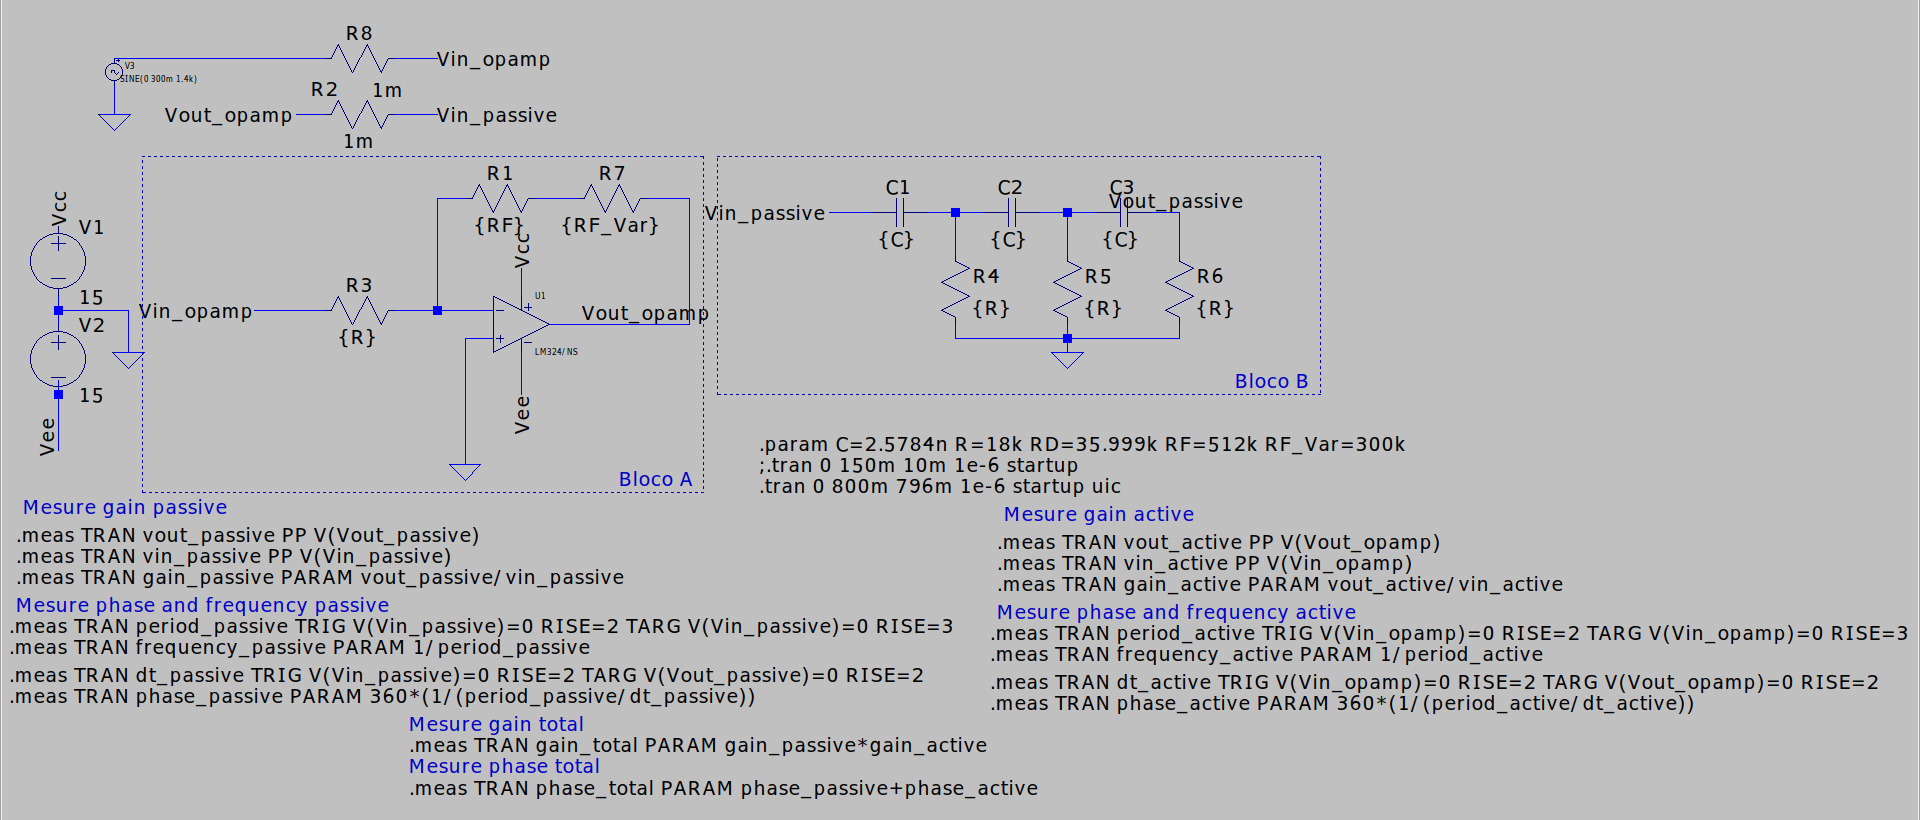 R8
V3
SINE(0 300m 1.4k)
Vin_opamp
R2
1m
Vout_opamp
Vin_passive
1m
R1
R7
{RF}
{RF_Var}
Vcc
V1
15
V2
15
Vee
Vin_opamp
R3
{R}
Vcc
U1
Vout_opamp
LM324/NS
Vee
Bloco A
Vin_passive
C1
C2
C3
Vout_passive
{C}
{C}
{C}
R4
R5
R6
{R}
{R}
{R}
Bloco B
.param C=2.5784n R=18k RD=35.999k RF=512k RF_Var=300k
;.tran 0 150m 10m 1e-6 startup
.tran 0 800m 796m 1e-6 startup uic
Mesure gain passive
.meas TRAN vout_passive PP V(Vout_passive)
.meas TRAN vin_passive PP V(Vin_passive)
.meas TRAN gain_passive PARAM vout_passive/vin_passive
Mesure phase and frequency passive
.meas TRAN period_passive TRIG V(Vin_passive)=0 RISE=2 TARG V(Vin_passive)=0 RISE=3
.meas TRAN frequency_passive PARAM 1/period_passive
.meas TRAN dt_passive TRIG V(Vin_passive)=0 RISE=2 TARG V(Vout_passive)=0 RISE=2
.meas TRAN phase_passive PARAM 360*(1/(period_passive/dt_passive))
Mesure gain active
.meas TRAN vout_active PP V(Vout_opamp)
.meas TRAN vin_active PP V(Vin_opamp)
.meas TRAN gain_active PARAM vout_active/vin_active
Mesure phase and frequency active
.meas TRAN period_active TRIG V(Vin_opamp)=0 RISE=2 TARG V(Vin_opamp)=0 RISE=3
.meas TRAN frequency_active PARAM 1/period_active
.meas TRAN dt_active TRIG V(Vin_opamp)=0 RISE=2 TARG V(Vout_opamp)=0 RISE=2
.meas TRAN phase_active PARAM 360*(1/(period_active/dt_active))
Mesure gain total
.meas TRAN gain_total PARAM gain_passive*gain_active
Mesure phase total
.meas TRAN phase_total PARAM phase_passive+phase_active